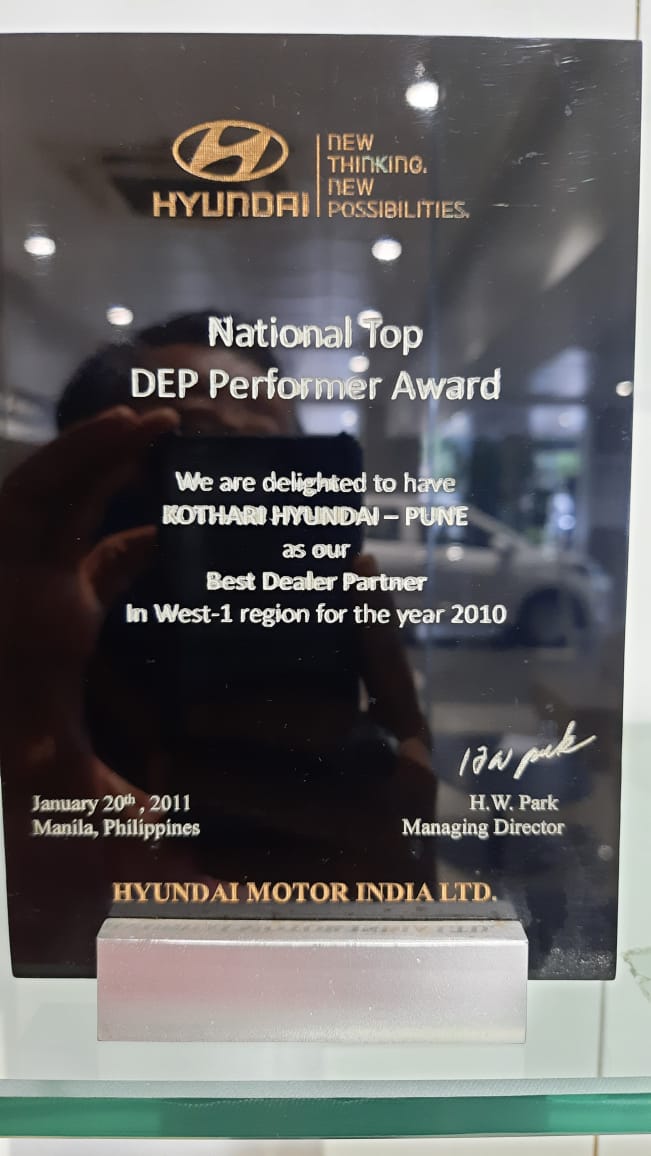 HYUNDAI
NEW
THINKING.
NEW
POSSIBILITIES.
National Top
DEP Performer Award
We are delighted to have
KOTHARI HYUNDAI – PUNE
as our
Best Dealer Partner
In West-1 region for the year 2010
January 20th , 2011
Manila, Philippines
H.W. Park
Managing Director
HYUNDAI MOTOR INDIA LTD.